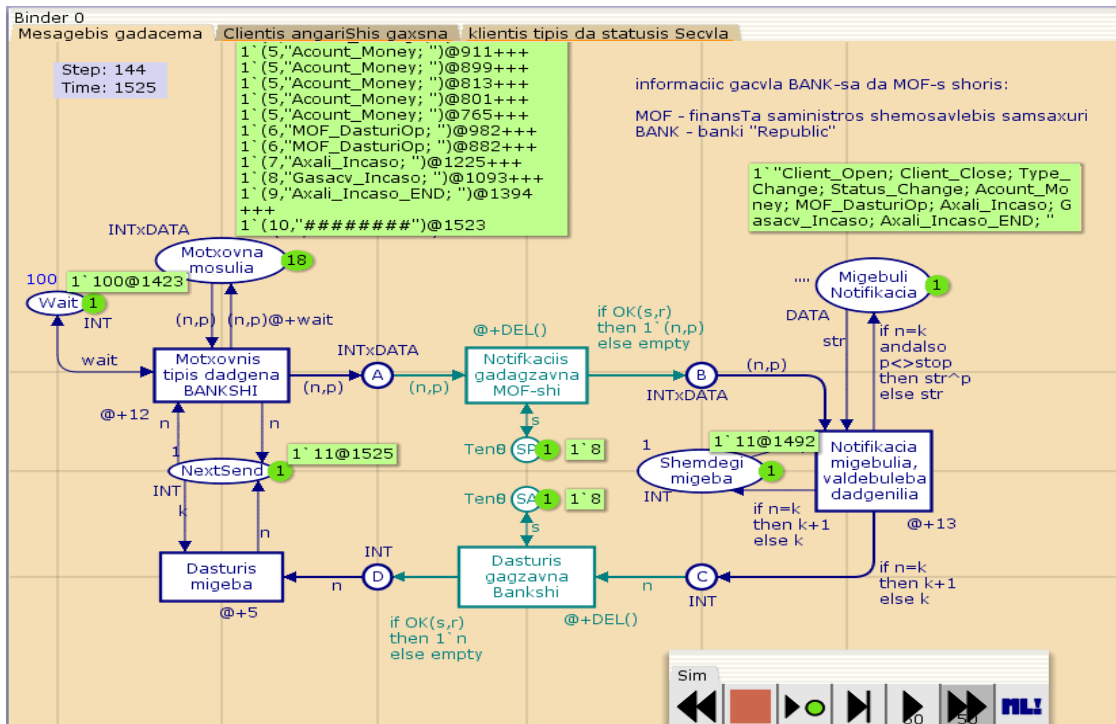 Binder 0
Mesagebis gadacema
Clientis angariShis gaxsna
klientis tipis da statusis Secvla
Step: 144
Time: 1525
1`(5,"Acount_Money; ")@911+++
1`(5,"Acount_Money; ")@899+++
1`(5,"Acount_Money; ")@813+++
1`(5,"Acount_Money; ")@801+++
1`(5,"Acount_Money; ")@765+++
1`(6,"MOF_DasturiOp; ")@982+++
1`(6,"MOF_DasturiOp; ")@882+++
1`(7,"Axali_Incaso; ")@1225+++
1`(8,"Gasacv_Incaso; ")@1093+++
1`(9,"Axali_Incaso_END; ")@1394
+++
1`(10,"########")@1523
informaciic gacvla BANK-sa da MOF-s shoris:
MOF - finansTa saministros shemosavlebis samsaxuri
BANK - banki "Republic"
1`"Client_Open; Client_Close; Type_
Change; Status_Change; Acount_Mo
ney; MOF_DasturiOp; Axali_Incaso; G
asacv_Incaso; Axali_Incaso_END; "
INTxDATA
Motxovna
mosulia
18
100
1`100@1423
Wait
1
INT
(n,p)
(n,p)@+wait
wait
Motxovnis
tipis dadgena
BANKSHI
@+12
INTxDATA
(n,p)
A
(n,p)
@+DEL()
Notifkaciis
gadagzavna
MOF-shi
if OK(s,r)
then 1`(n,p)
else empty
B
INTxDATA
(n,p)
""
Migebuli
Notifikacia
1
DATA
str
if n=k
andalso
p<>stop
then str^p
else str
n
n
s
Ten0
SP
1
1`8
1
NextSend
1
1`11@1525
INT
k
n
Ten0
SA
1
1`8
s
1
1`11@1492
Shemdegi
migeba
1
INT
if n=k
then k+1
else k
Notifikacia
migebulia,
valdebuleba
dadgenilia
@+13
Dasturis
migeba
@+5
n
INT
D
if OK(s,r)
then 1`n
else empty
Dasturis
gagzavna
Bankshi
@+DEL()
n
C
INT
if n=k
then k+1
else k
Sim
ML!